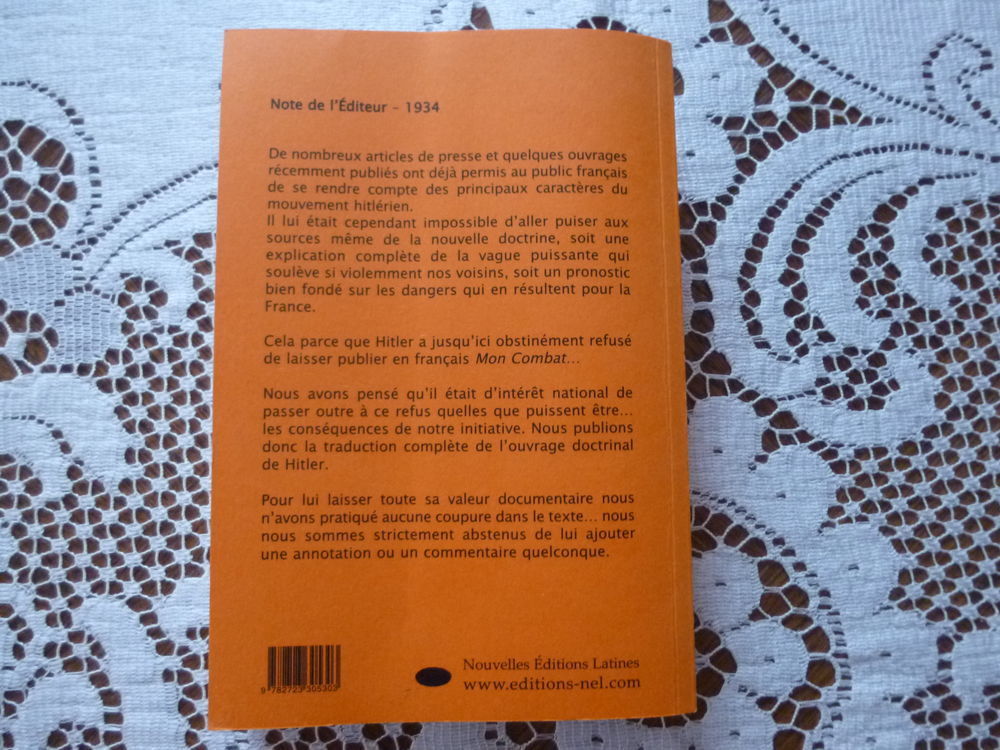 Note de l'Éditeur – 1934
De nombreux articles de presse et quelques ouvrages
récemment publiés ont déjà permis au public français
de se rendre compte des principaux caractères du
mouvement hitlérien.
Il lui était cependant impossible d'aller puiser aux
sources même de la nouvelle doctrine, soit une
explication complète de la vague puissante qui
soulève si violemment nos voisins, soit un pronostic
bien fondé sur les dangers qui en résultent pour la
France.
Cela parce que Hitler a jusqu'ici obstinément refusé
de laisser publier en français Mon Combat...
Nous avons pensé qu'il était d'intérêt national de
passer outre à ce refus quelles que puissent être...
les conséquences de notre initiative. Nous publions
donc la traduction complète de l'ouvrage doctrinal
de Hitler.
Pour lui laisser toute sa valeur documentaire nous
n'avons pratiqué aucune coupure dans le texte... nous
nous sommes strictement abstenus de lui ajouter
une annotation ou un commentaire quelconque.
9 782723 305303
Nouvelles Éditions Latines
www.editions-nel.com